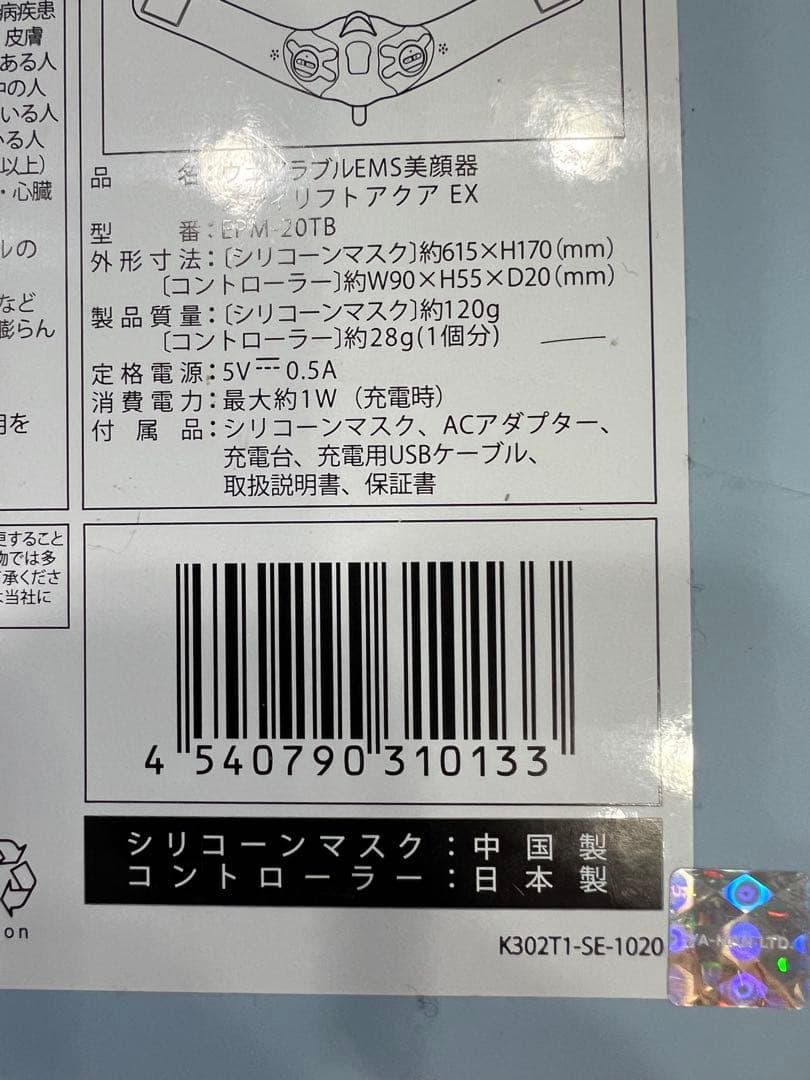 病疾患
皮膚
ある人
中の人
いる人
いる人
以上)
・心臓
ルの
など
膨らん
用を
更すること
物では多
承くださ
当社に
on
品 名：ウェアラブルEMS美顔器
リフトアクア EX
型 番：EPM-20TB
外形寸法：〔シリコーンマスク〕約615×H170(mm)
〔コントローラー〕約W90×H55×D20(mm)
製品質量：〔シリコーンマスク〕約120g
〔コントローラー〕約28g(1個分)
定格電源：5V⎓0.5A
消費電力：最大約1W（充電時）
付属品：シリコーンマスク、ACアダプター、
充電台、充電用USBケーブル、
取扱説明書、保証書
4 540790 310133
シリコーンマスク：中国製
コントローラー：日本製
K302T1-SE-1020
YA-MAN LTD.